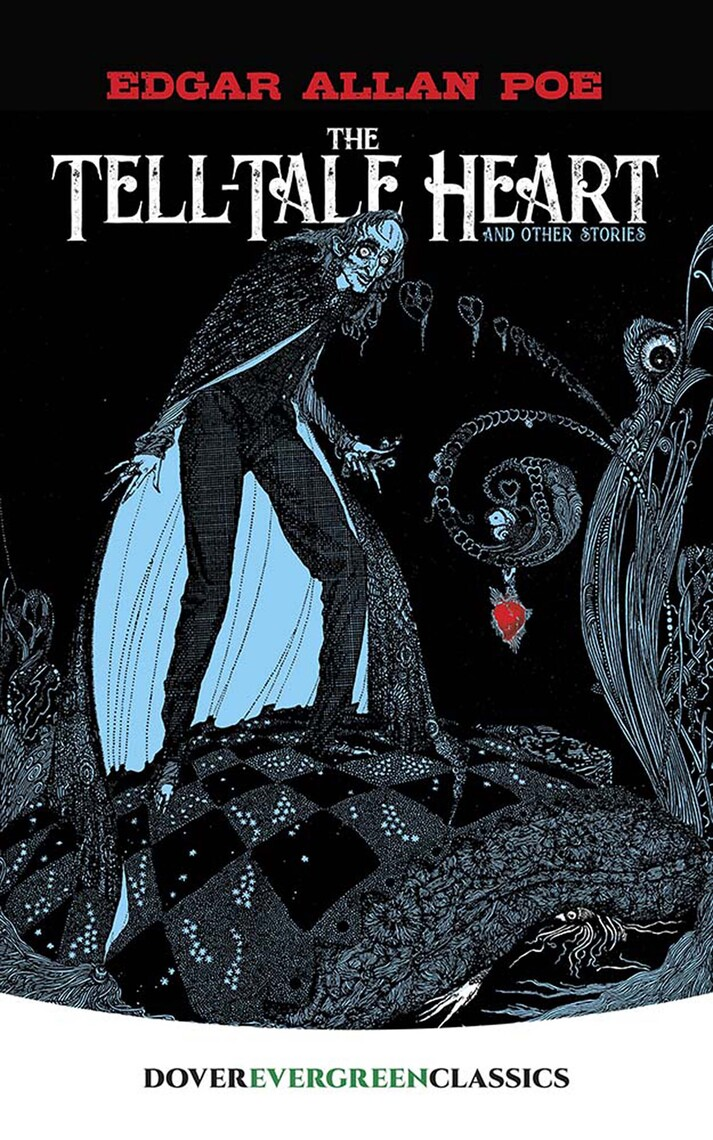 EDGAR ALLAN POE
THE
TELL-TALE HEART
AND OTHER STORIES
DOVEREVERGREENCLASSICS